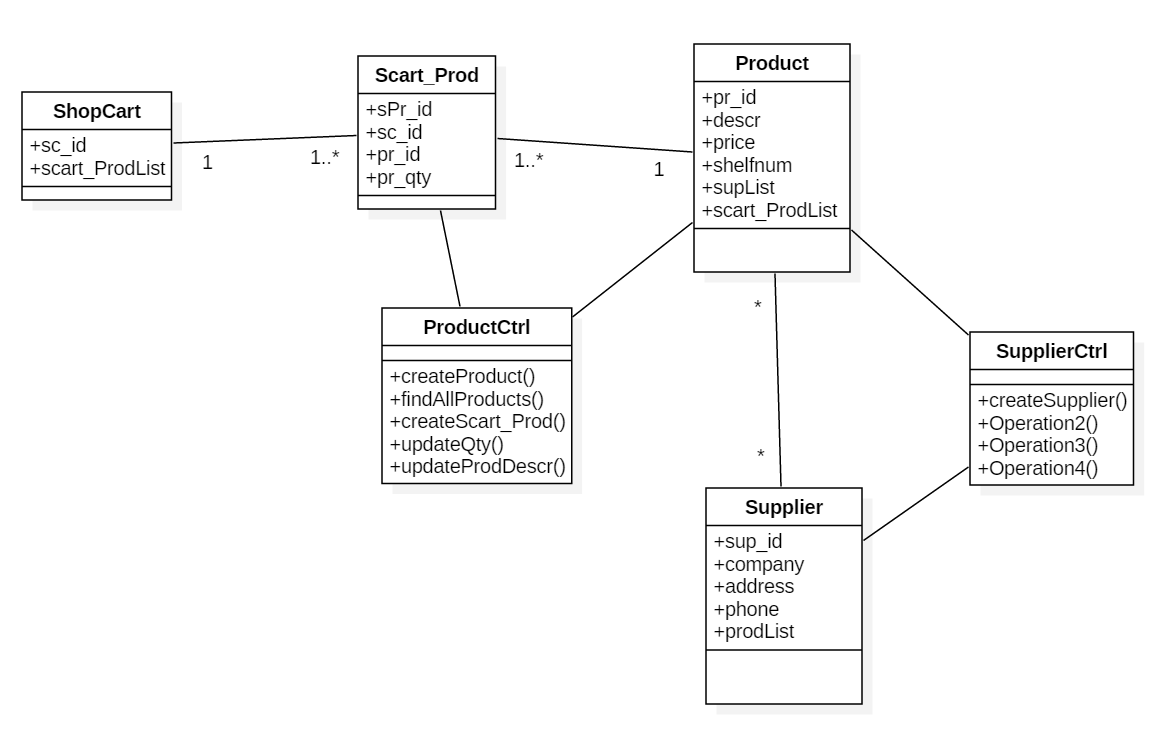 ShopCart
+sc_id
+scart_ProdList
1
1..*
Scart_Prod
+sPr_id
+sc_id
+pr_id
+pr_qty
1..*
1
Product
+pr_id
+descr
+price
+shelfnum
+supList
+scart_ProdList
ProductCtrl
+createProduct()
+findAllProducts()
+createScart_Prod()
+updateQty()
+updateProdDescr()
*
*
SupplierCtrl
+createSupplier()
+Operation2()
+Operation3()
+Operation4()
Supplier
+sup_id
+company
+address
+phone
+prodList